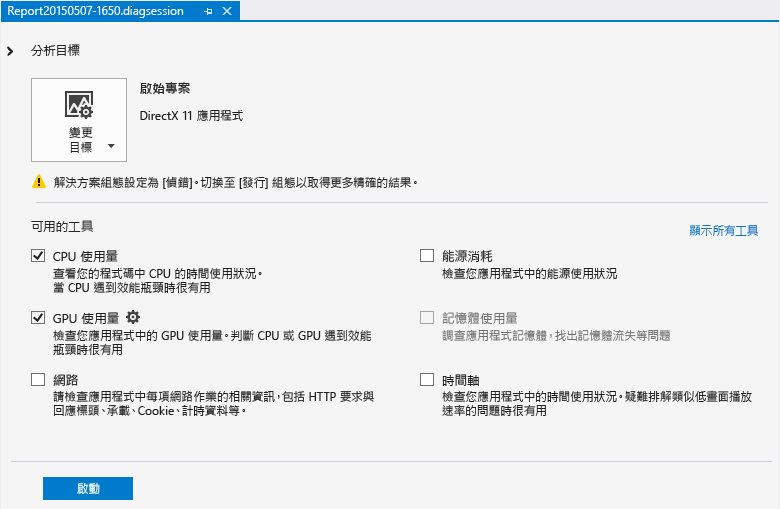 Report20150507-1650.diagsession
分析目標
變更
目標
啟始專案
DirectX 11 應用程式
解決方案組態設定為 [偵錯]。切換至 [發行] 組態以取得更多精確的結果。
可用的工具
顯示所有工具
CPU 使用量
查看您的程式碼中 CPU 的時間使用狀況。
當 CPU 遇到效能瓶頸時很有用
能源消耗
檢查您應用程式中的能源使用狀況
GPU 使用量
檢查您應用程式中的 GPU 使用量。判斷 CPU 或 GPU 遇到效能
瓶頸時很有用
記憶體使用量
調查應用程式記憶體，找出記憶體流失等問題
網路
請檢查應用程式中每項網路作業的相關資訊，包括 HTTP 要求與
回應標頭、承載、Cookie、計時資料等。
時間軸
檢查您應用程式中的時間使用狀況。疑難排解類似低畫面播放
速率的問題時很有用
啟動